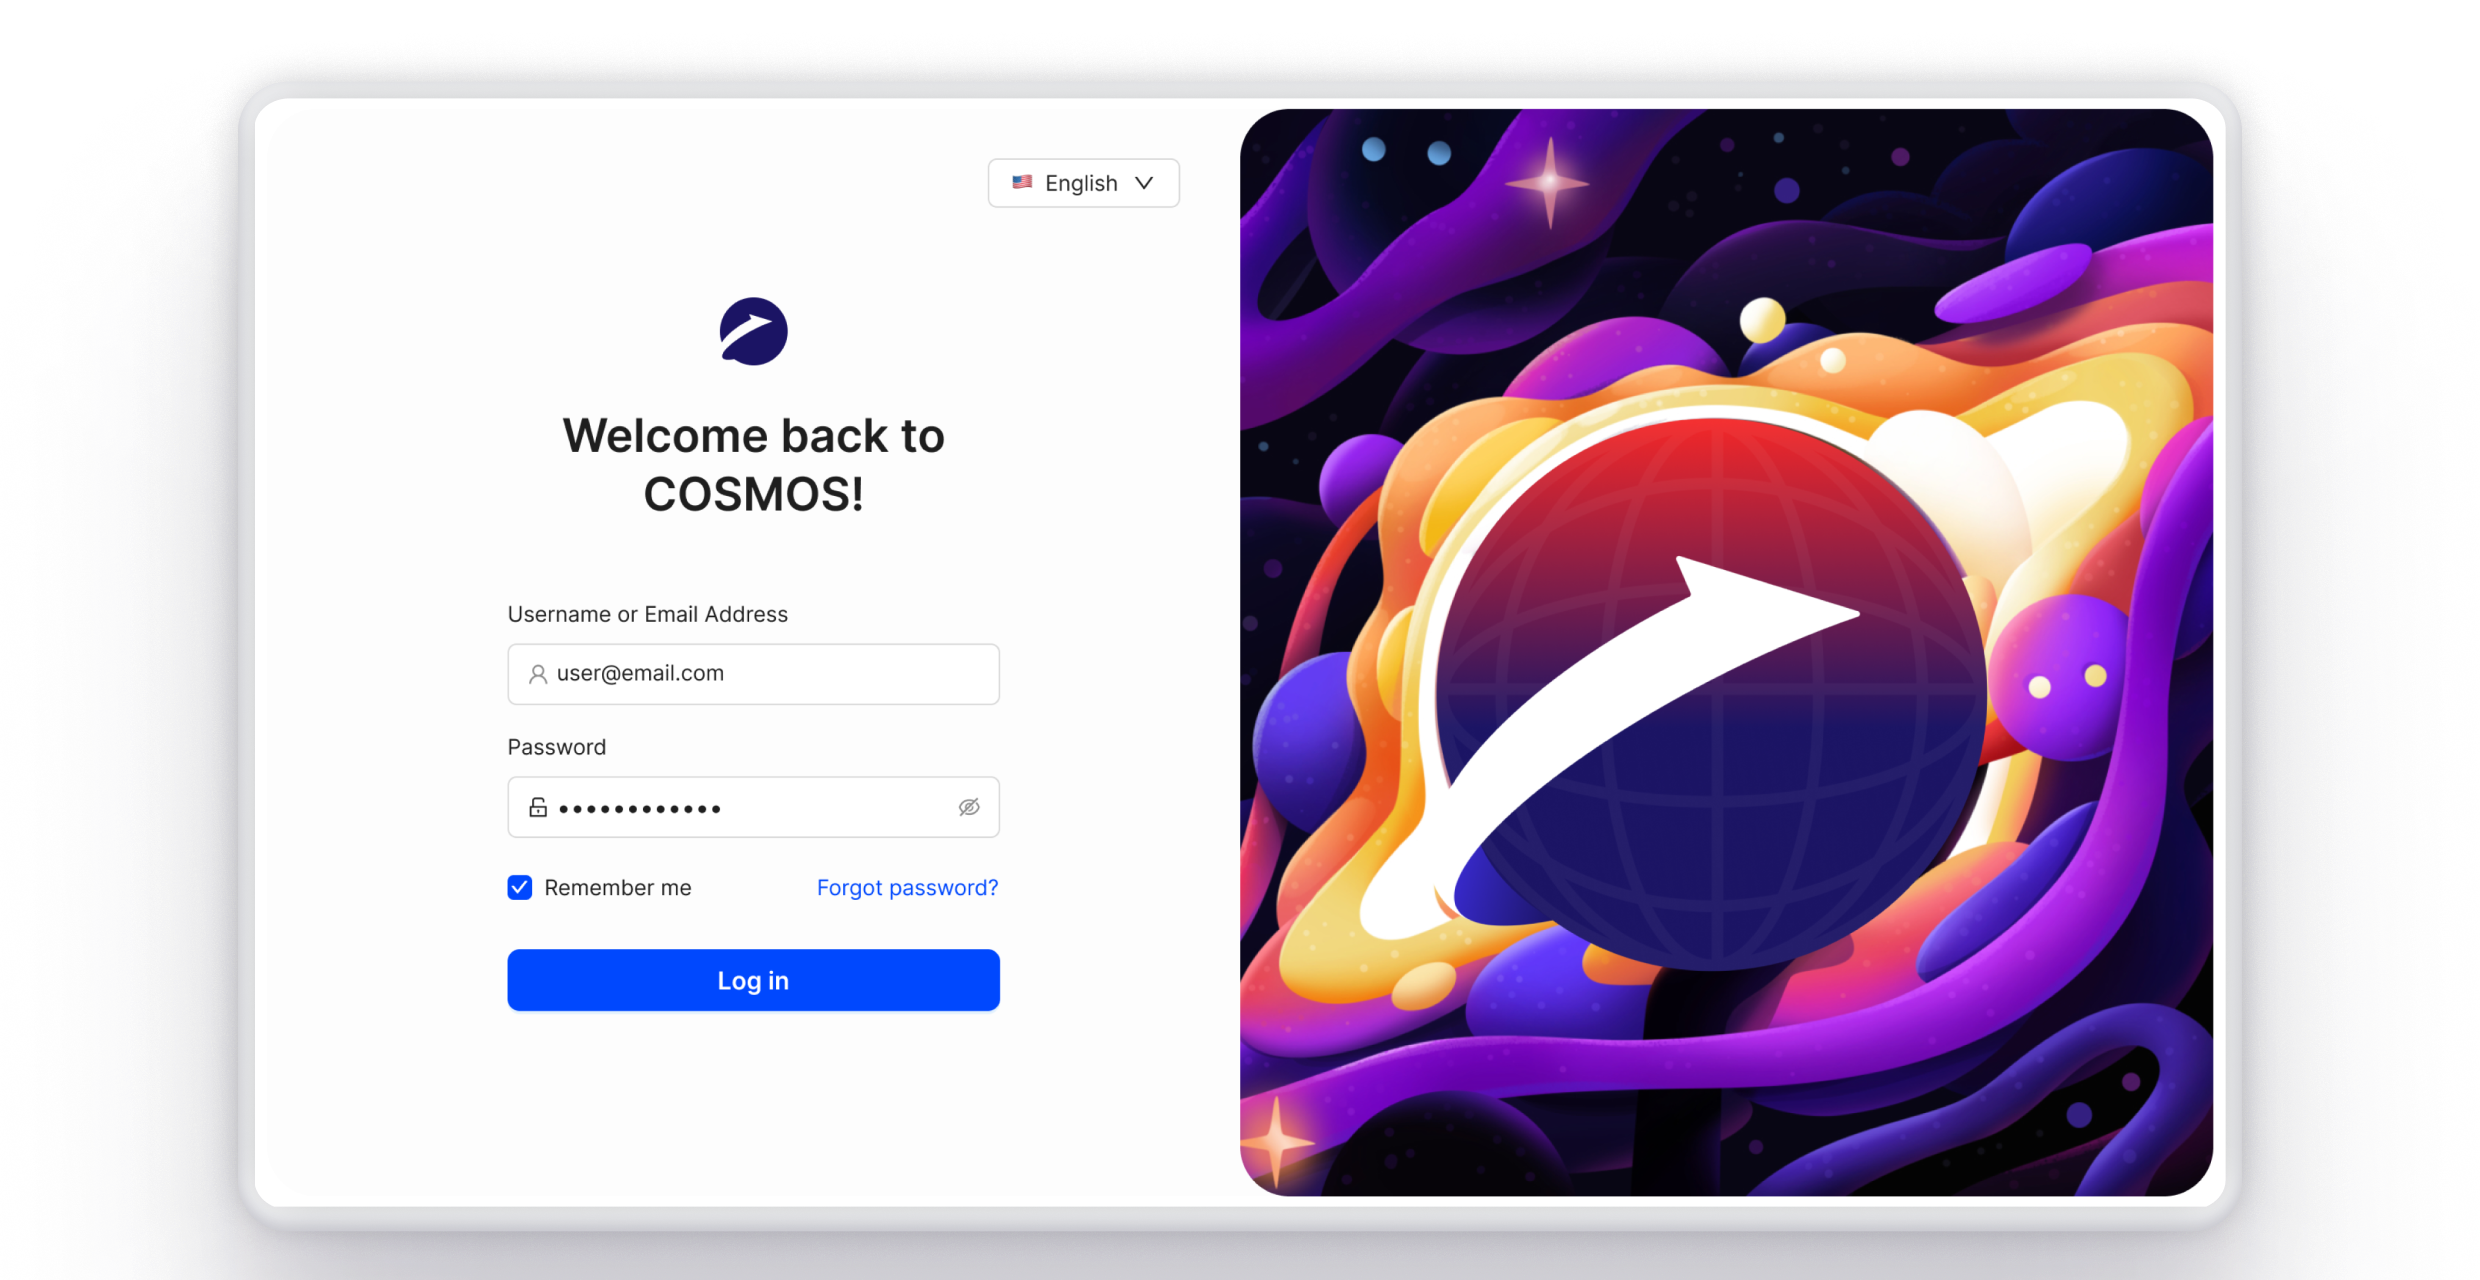 English
Welcome back to
COSMOS!
Username or Email Address
user@email.com
Password
••••••••••••
Remember me
Forgot password?
Log in